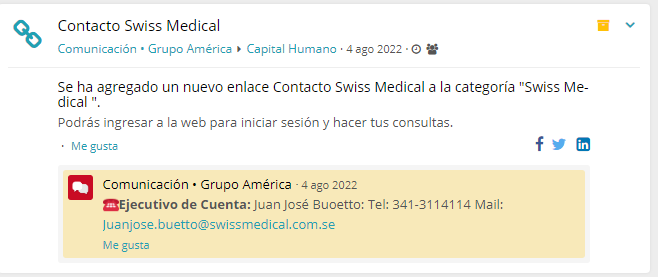 Contacto Swiss Medical
Comunicación • Grupo América ▸ Capital Humano · 4 ago 2022 ·
Se ha agregado un nuevo enlace Contacto Swiss Medical a la categoría "Swiss Me-
dical ".
Podrás ingresar a la web para iniciar sesión y hacer tus consultas.
· Me gusta
Comunicación • Grupo América · 4 ago 2022
☎️Ejecutivo de Cuenta: Juan José Buoetto: Tel: 341-3114114 Mail:
Juanjose.buetto@swissmedical.com.se
Me gusta